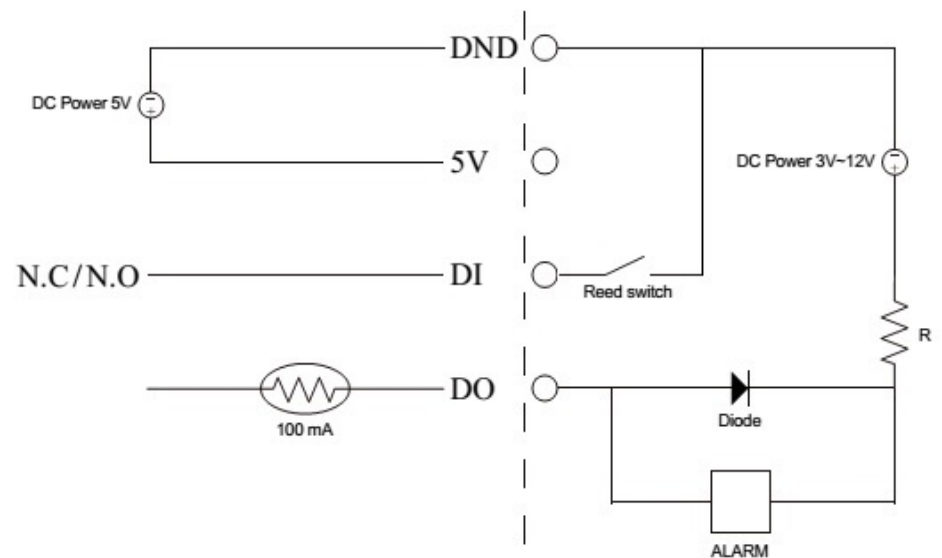 DND
DC Power 5V
5V
DC Power 3V~12V
N.C/N.O
DI
Reed switch
R
DO
100 mA
Diode
ALARM